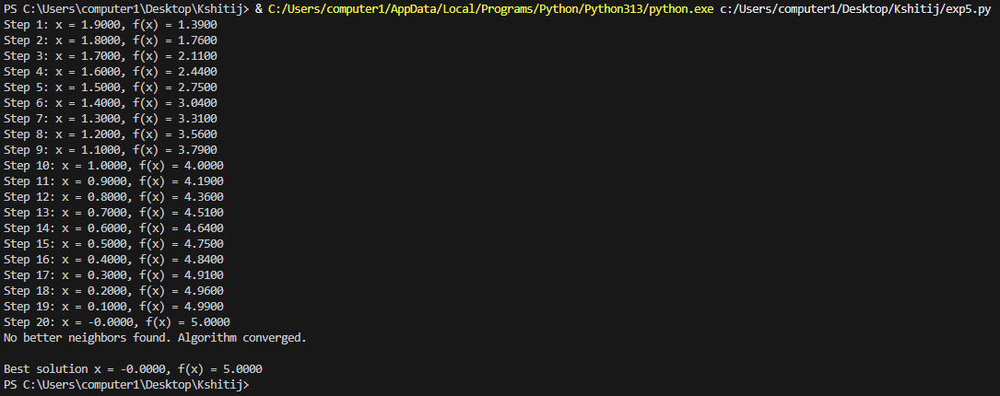 PS C:\Users\computer1\Desktop\Kshitij> & C:/Users/computer1/AppData/Local/Programs/Python/Python313/python.exe c:/Users/computer1/Desktop/Kshitij/exp5.py
Step 1: x = 1.9000, f(x) = 1.3900
Step 2: x = 1.8000, f(x) = 1.7600
Step 3: x = 1.7000, f(x) = 2.1100
Step 4: x = 1.6000, f(x) = 2.4400
Step 5: x = 1.5000, f(x) = 2.7500
Step 6: x = 1.4000, f(x) = 3.0400
Step 7: x = 1.3000, f(x) = 3.3100
Step 8: x = 1.2000, f(x) = 3.5600
Step 9: x = 1.1000, f(x) = 3.7900
Step 10: x = 1.0000, f(x) = 4.0000
Step 11: x = 0.9000, f(x) = 4.1900
Step 12: x = 0.8000, f(x) = 4.3600
Step 13: x = 0.7000, f(x) = 4.5100
Step 14: x = 0.6000, f(x) = 4.6400
Step 15: x = 0.5000, f(x) = 4.7500
Step 16: x = 0.4000, f(x) = 4.8400
Step 17: x = 0.3000, f(x) = 4.9100
Step 18: x = 0.2000, f(x) = 4.9600
Step 19: x = 0.1000, f(x) = 4.9900
Step 20: x = -0.0000, f(x) = 5.0000
No better neighbors found. Algorithm converged.

Best solution x = -0.0000, f(x) = 5.0000
PS C:\Users\computer1\Desktop\Kshitij>